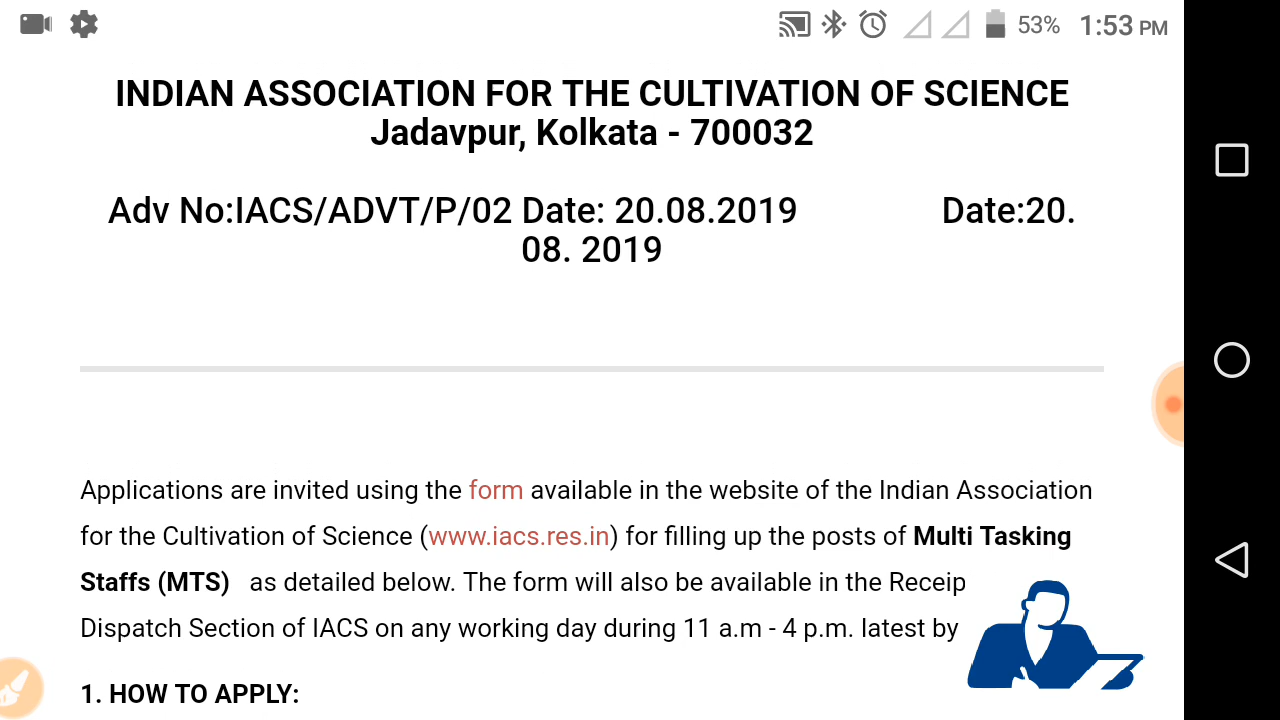 53% 1:53 PM
INDIAN ASSOCIATION FOR THE CULTIVATION OF SCIENCE
Jadavpur, Kolkata - 700032
Adv No:IACS/ADVT/P/02 Date: 20.08.2019 Date:20.
08. 2019
Applications are invited using the form available in the website of the Indian Association
for the Cultivation of Science (www.iacs.res.in) for filling up the posts of Multi Tasking
Staffs (MTS) as detailed below. The form will also be available in the Receip
Dispatch Section of IACS on any working day during 11 a.m - 4 p.m. latest by
1. HOW TO APPLY: